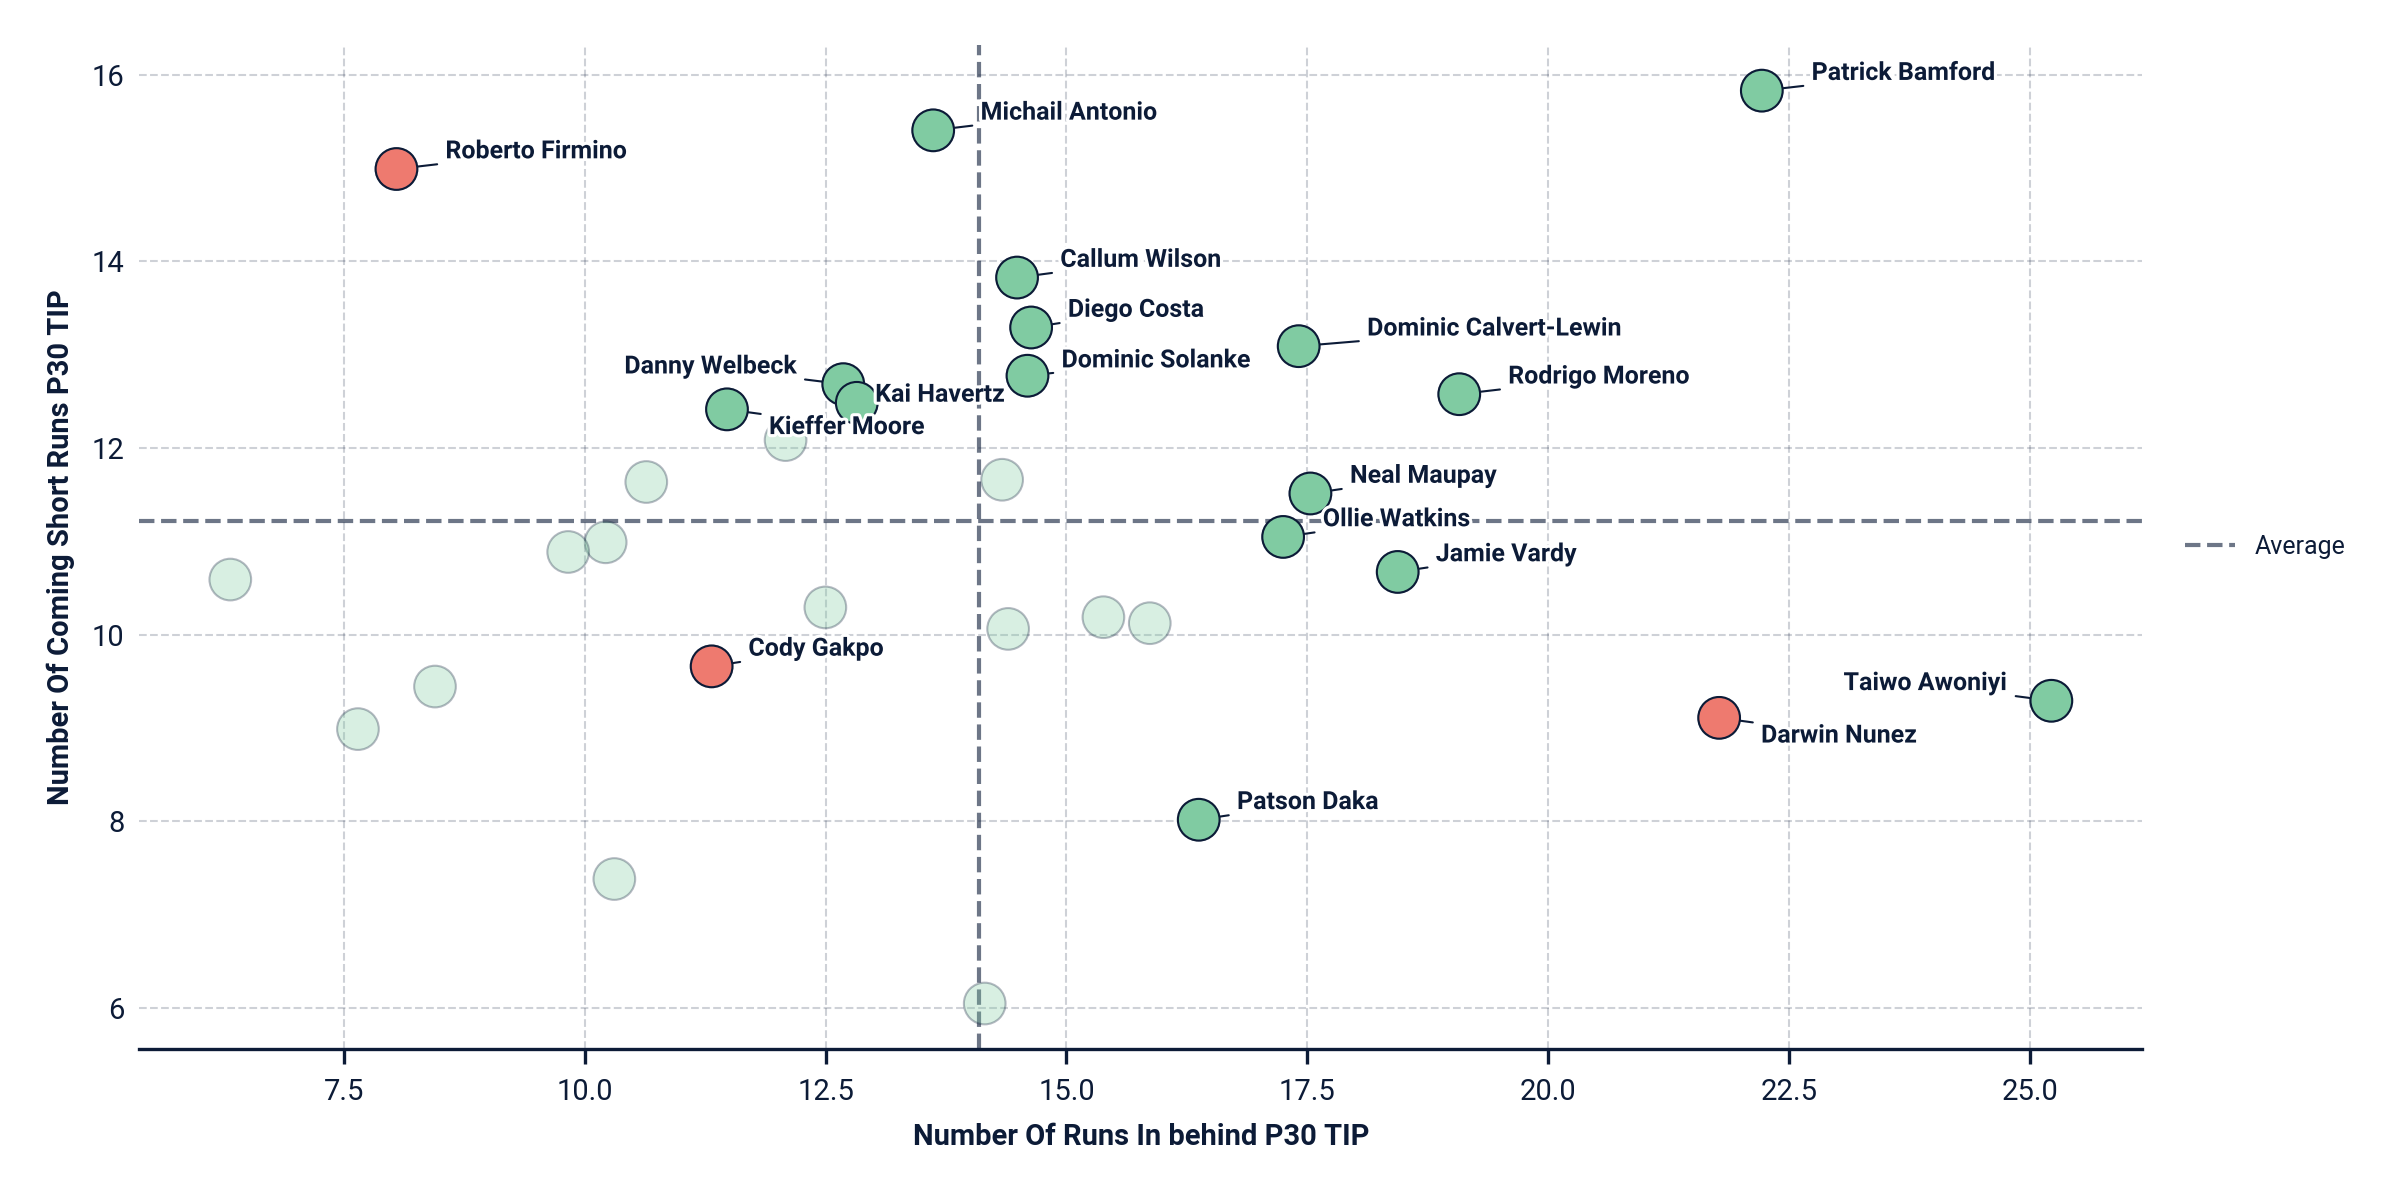 16
14
12
10
8
6
Number Of Coming Short Runs P30 TIP
Patrick Bamford
Michail Antonio
Roberto Firmino
Callum Wilson
Diego Costa
Dominic Calvert-Lewin
Dominic Solanke
Danny Welbeck
Rodrigo Moreno
Kai Havertz
Kieffer Moore
Neal Maupay
Ollie Watkins
Jamie Vardy
Cody Gakpo
Taiwo Awoniyi
Darwin Nunez
Patson Daka
Average
7.5
10.0
12.5
15.0
17.5
20.0
22.5
25.0
Number Of Runs In behind P30 TIP